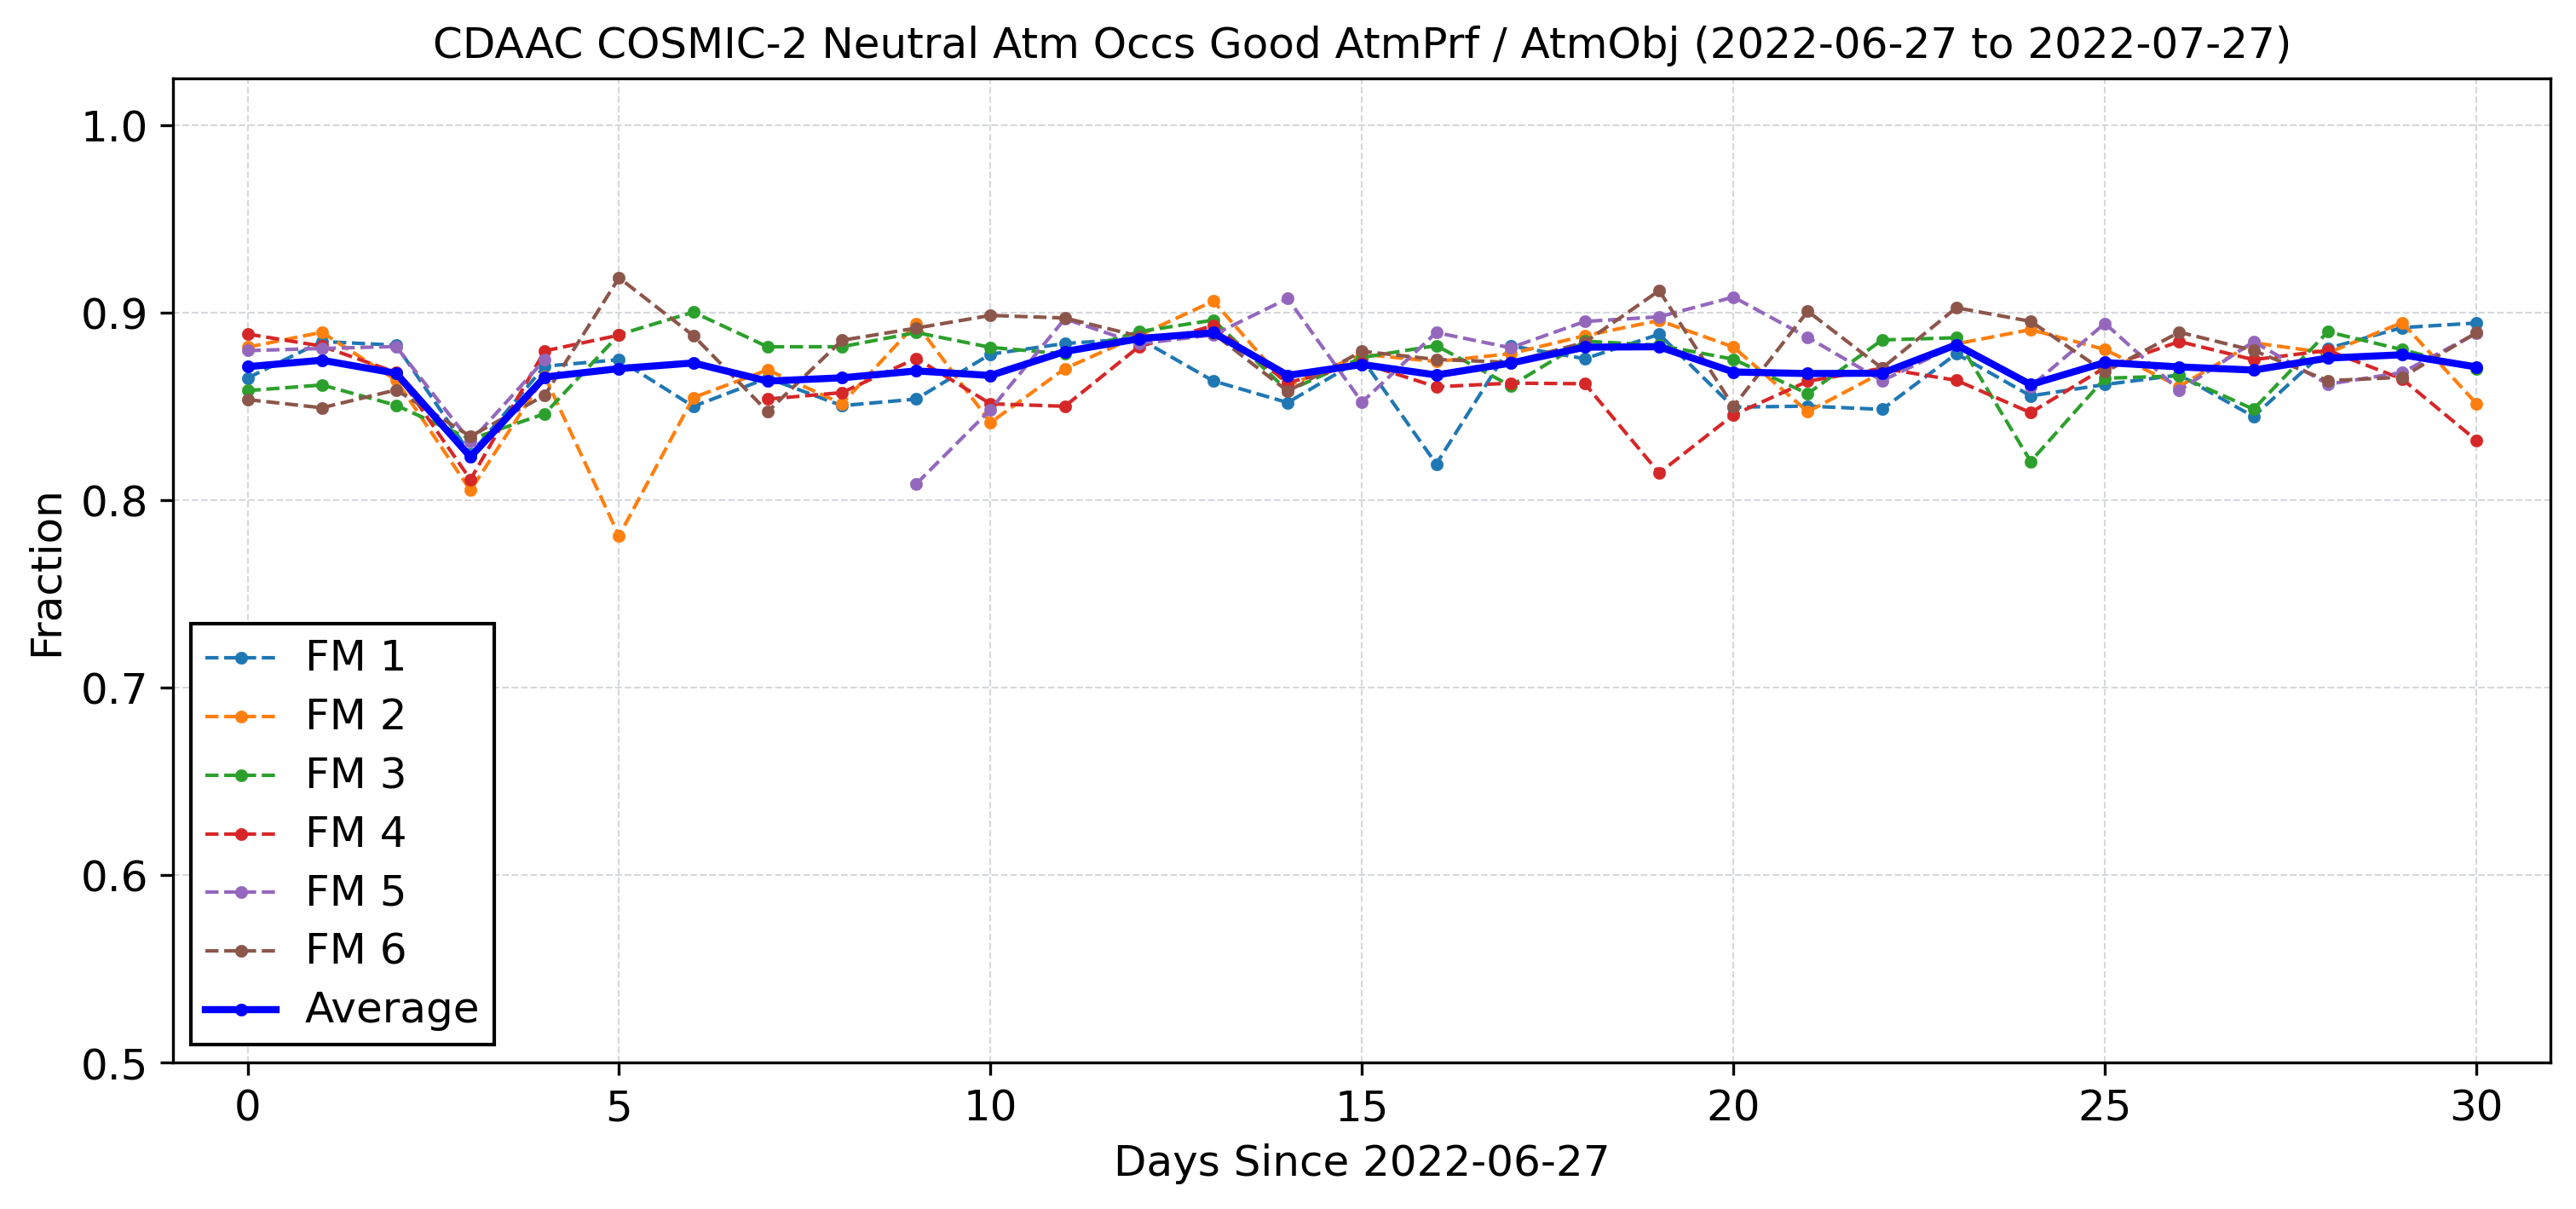 CDAAC COSMIC-2 Neutral Atm Occs Good AtmPrf / AtmObj (2022-06-27 to 2022-07-27)
1.0
0.9
0.8
0.7
0.6
0.5
Fraction
FM 1
FM 2
FM 3
FM 4
FM 5
FM 6
Average
0 5 10 15 20 25 30
Days Since 2022-06-27